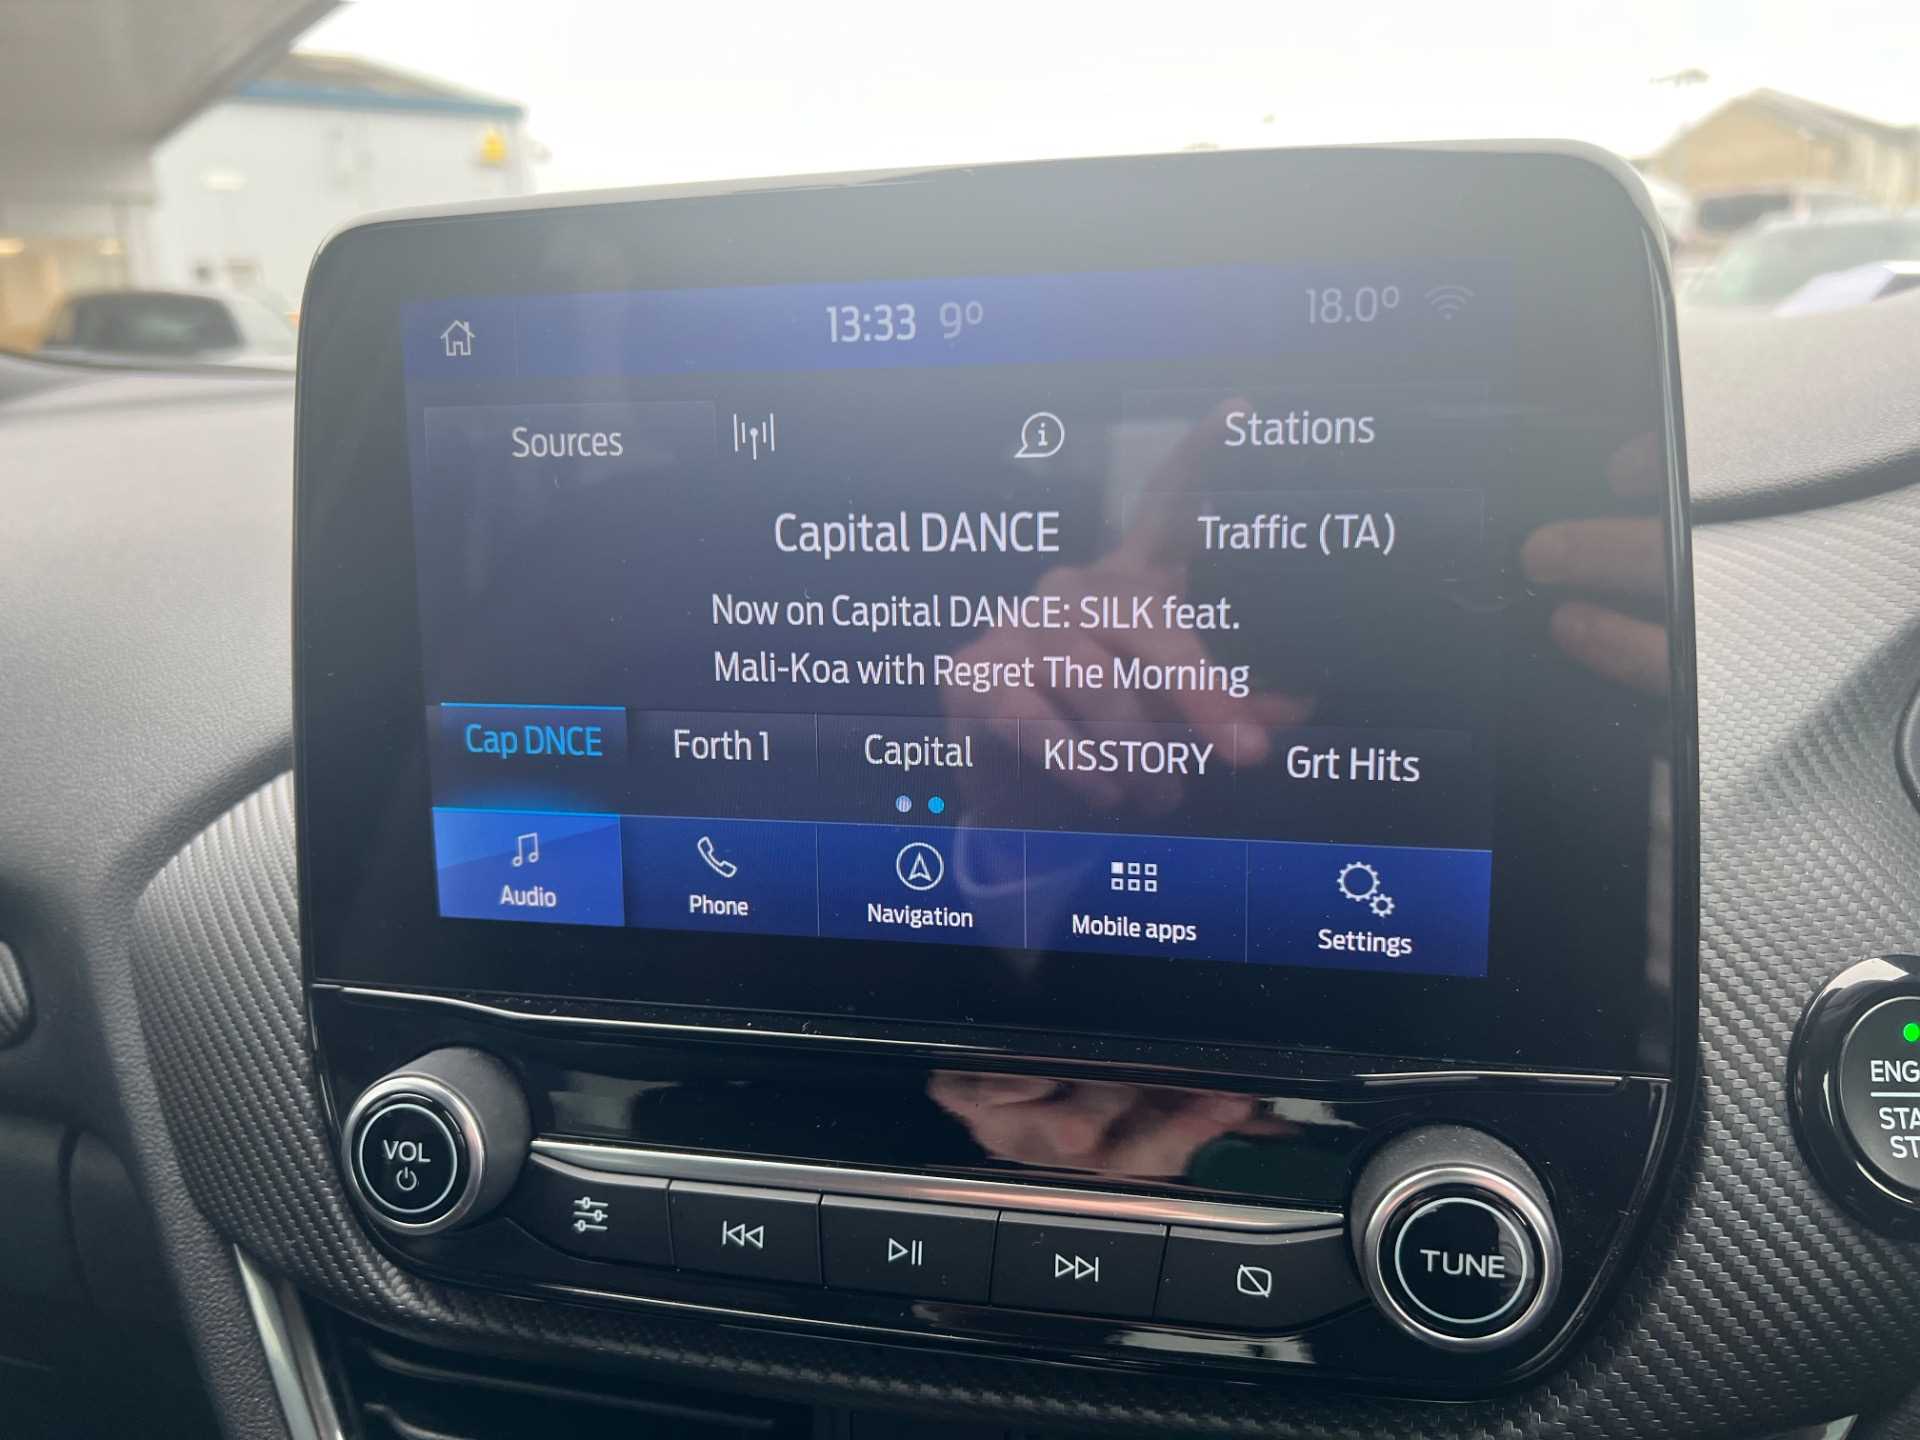 13:33 9° 18.0°
Sources Stations
Capital DANCE Traffic (TA)
Now on Capital DANCE: SILK feat.
Mali-Koa with Regret The Morning
Cap DNCE Forth 1 Capital KISSTORY Grt Hits
Audio Phone Navigation Mobile apps Settings
VOL
TUNE
ENG
STA
ST